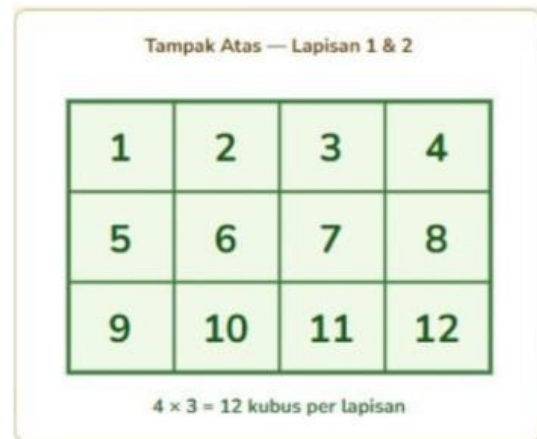 Tampak Atas — Lapisan 1 & 2
1 2 3 4
5 6 7 8
9 10 11 12
4 × 3 = 12 kubus per lapisan